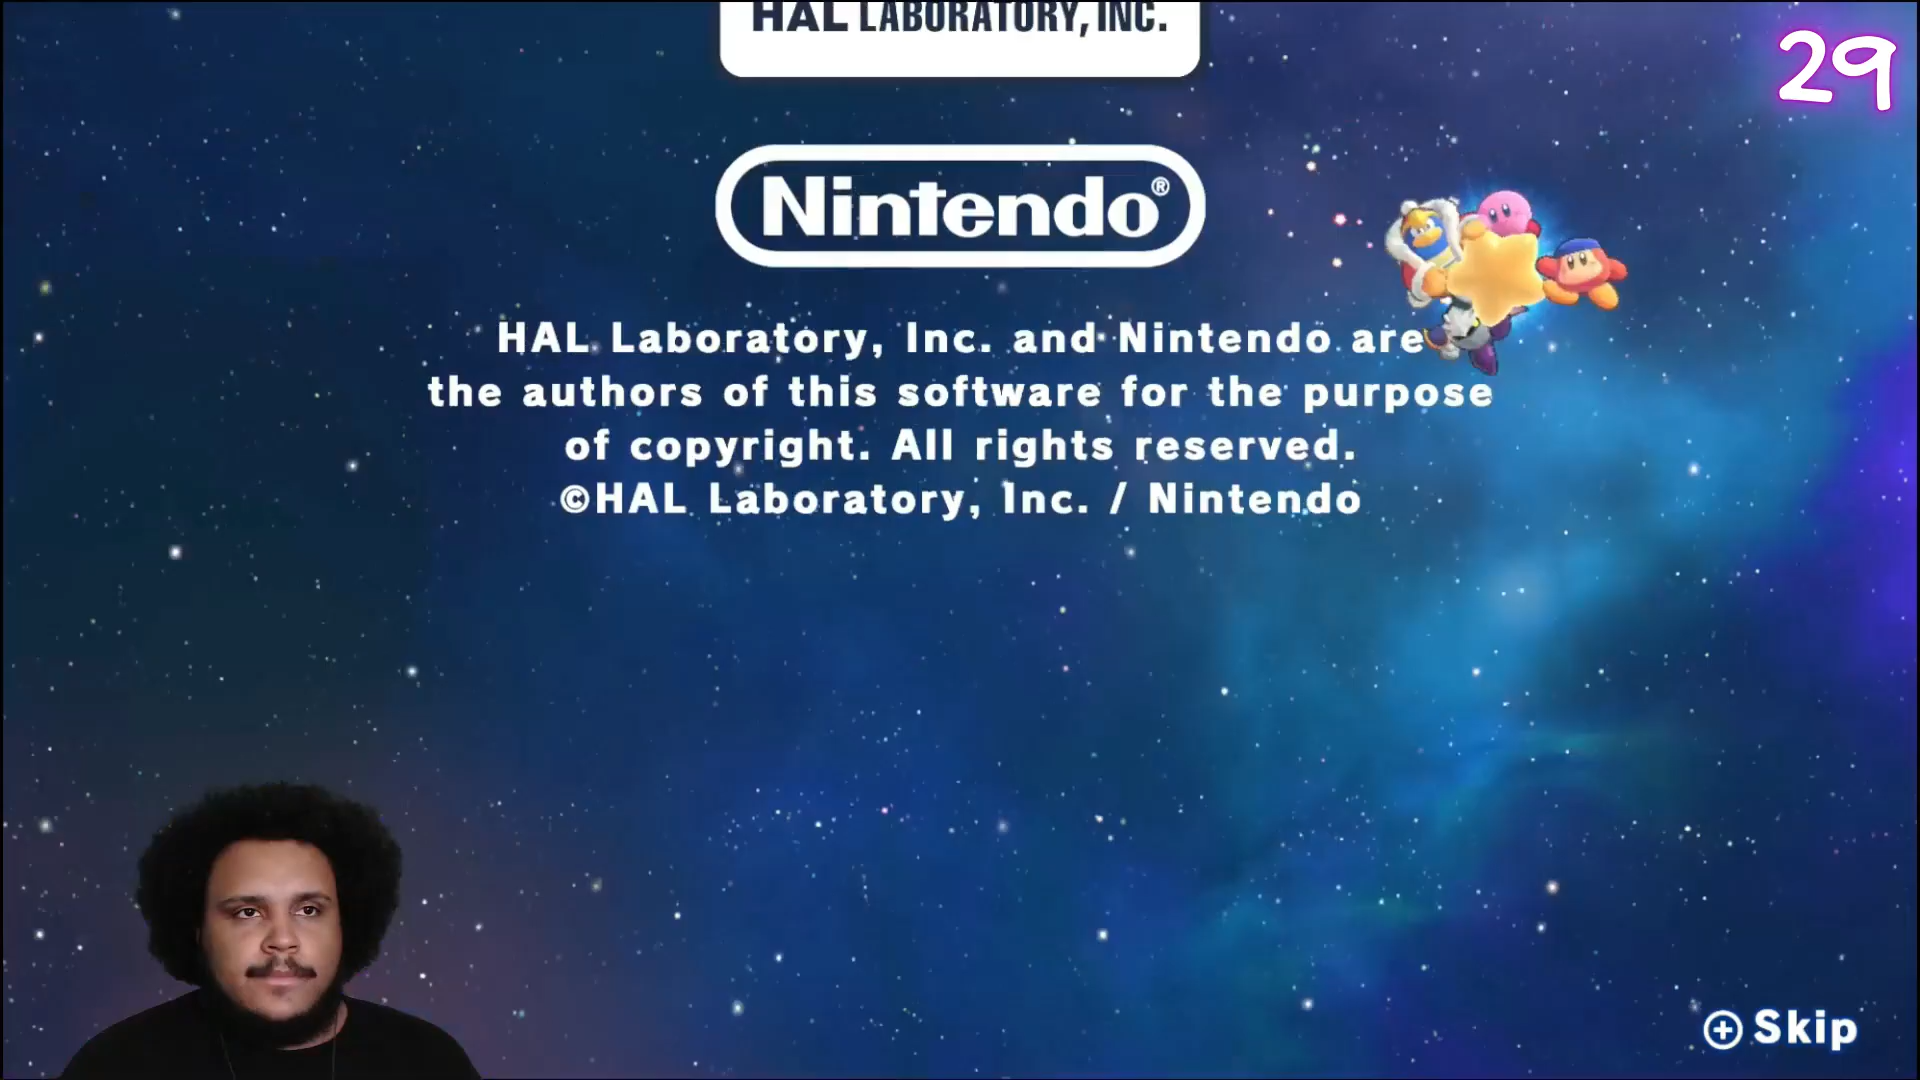 HAL LABORATORY, INC.
29
Nintendo®
HAL Laboratory, Inc. and Nintendo are
the authors of this software for the purpose
of copyright. All rights reserved.
©HAL Laboratory, Inc. / Nintendo
Skip